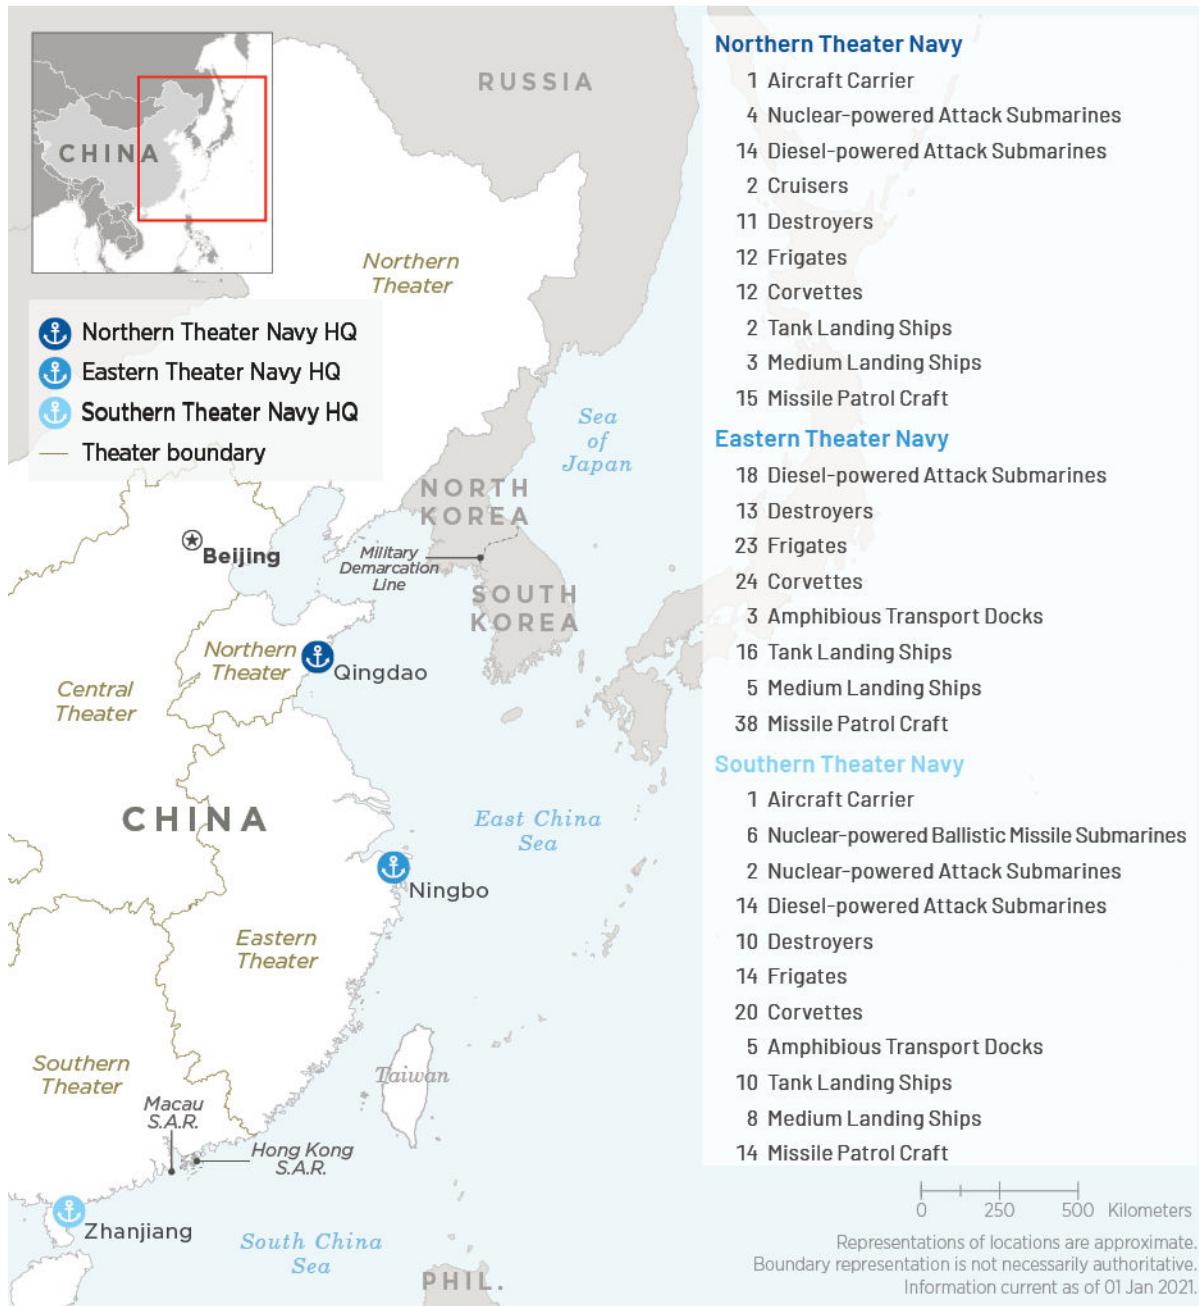 CHINA
RUSSIA
Northern
Theater
Northern Theater Navy HQ
Eastern Theater Navy HQ
Southern Theater Navy HQ
Theater boundary
Sea
of
Japan
NORTH
KOREA
Beijing
Military
Demarcation
Line
SOUTH
KOREA
Northern
Theater
Qingdao
Central
Theater
CHINA
East China
Sea
Ningbo
Eastern
Theater
Southern
Theater
Taiwan
Macau
S.A.R.
Hong Kong
S.A.R.
Zhanjiang
South China
Sea
PHIL.
Northern Theater Navy
1 Aircraft Carrier
4 Nuclear-powered Attack Submarines
14 Diesel-powered Attack Submarines
2 Cruisers
11 Destroyers
12 Frigates
12 Corvettes
2 Tank Landing Ships
3 Medium Landing Ships
15 Missile Patrol Craft
Eastern Theater Navy
18 Diesel-powered Attack Submarines
13 Destroyers
23 Frigates
24 Corvettes
3 Amphibious Transport Docks
16 Tank Landing Ships
5 Medium Landing Ships
38 Missile Patrol Craft
Southern Theater Navy
1 Aircraft Carrier
6 Nuclear-powered Ballistic Missile Submarines
2 Nuclear-powered Attack Submarines
14 Diesel-powered Attack Submarines
10 Destroyers
14 Frigates
20 Corvettes
5 Amphibious Transport Docks
10 Tank Landing Ships
8 Medium Landing Ships
14 Missile Patrol Craft
0 250 500 Kilometers
Representations of locations are approximate.
Boundary representation is not necessarily authoritative.
Information current as of 01 Jan 2021.